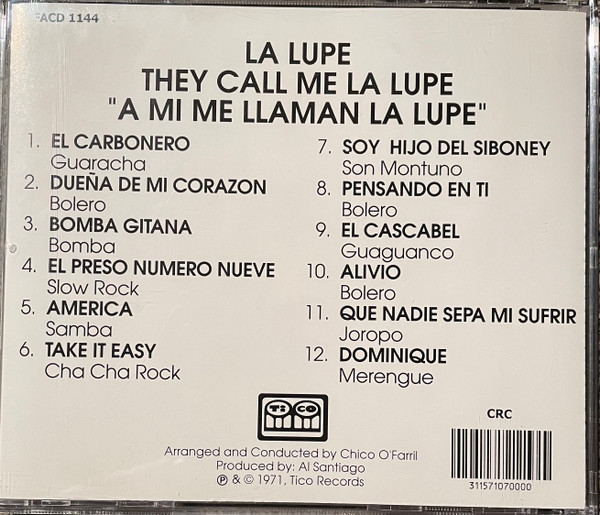 FACD 1144
LA LUPE
THEY CALL ME LA LUPE
"A MI ME LLAMAN LA LUPE"
1. EL CARBONERO
Guaracha
2. DUEÑA DE MI CORAZON
Bolero
3. BOMBA GITANA
Bomba
4. EL PRESO NUMERO NUEVE
Slow Rock
5. AMERICA
Samba
6. TAKE IT EASY
Cha Cha Rock
7. SOY HIJO DEL SIBONEY
Son Montuno
8. PENSANDO EN TI
Bolero
9. EL CASCABEL
Guaguanco
10. ALIVIO
Bolero
11. QUE NADIE SEPA MI SUFRIR
Joropo
12. DOMINIQUE
Merengue
TICO
Arranged and Conducted by Chico O'Farril
Produced by: Al Santiago
℗ & © 1971, Tico Records
CRC
311571070000